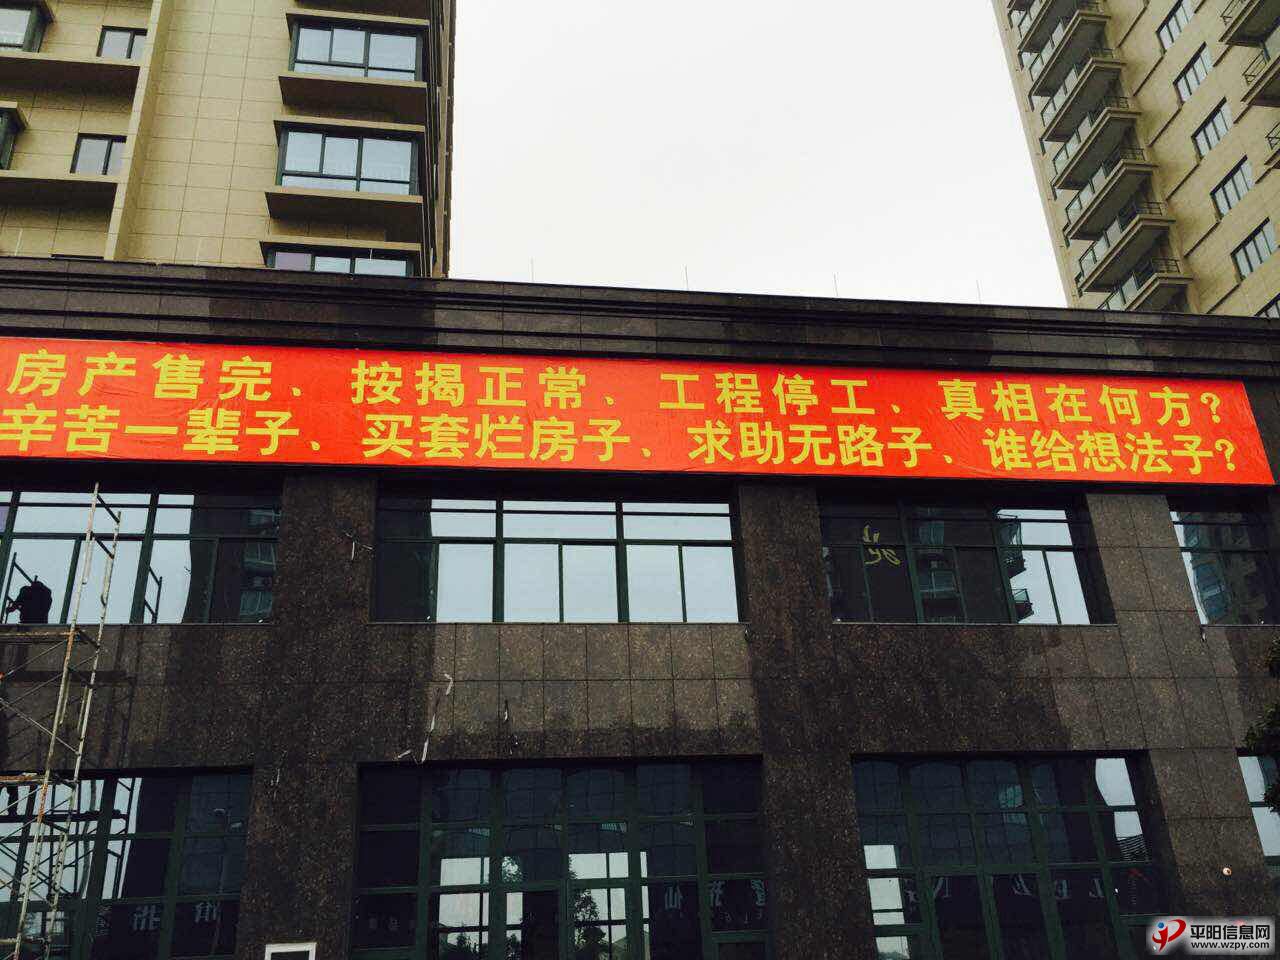 房产售完、按揭正常、工程停工、真相在何方?
辛苦一辈子、买套烂房子、求助无路子、谁给想法子?
平阳信息网
www.wzpy.com